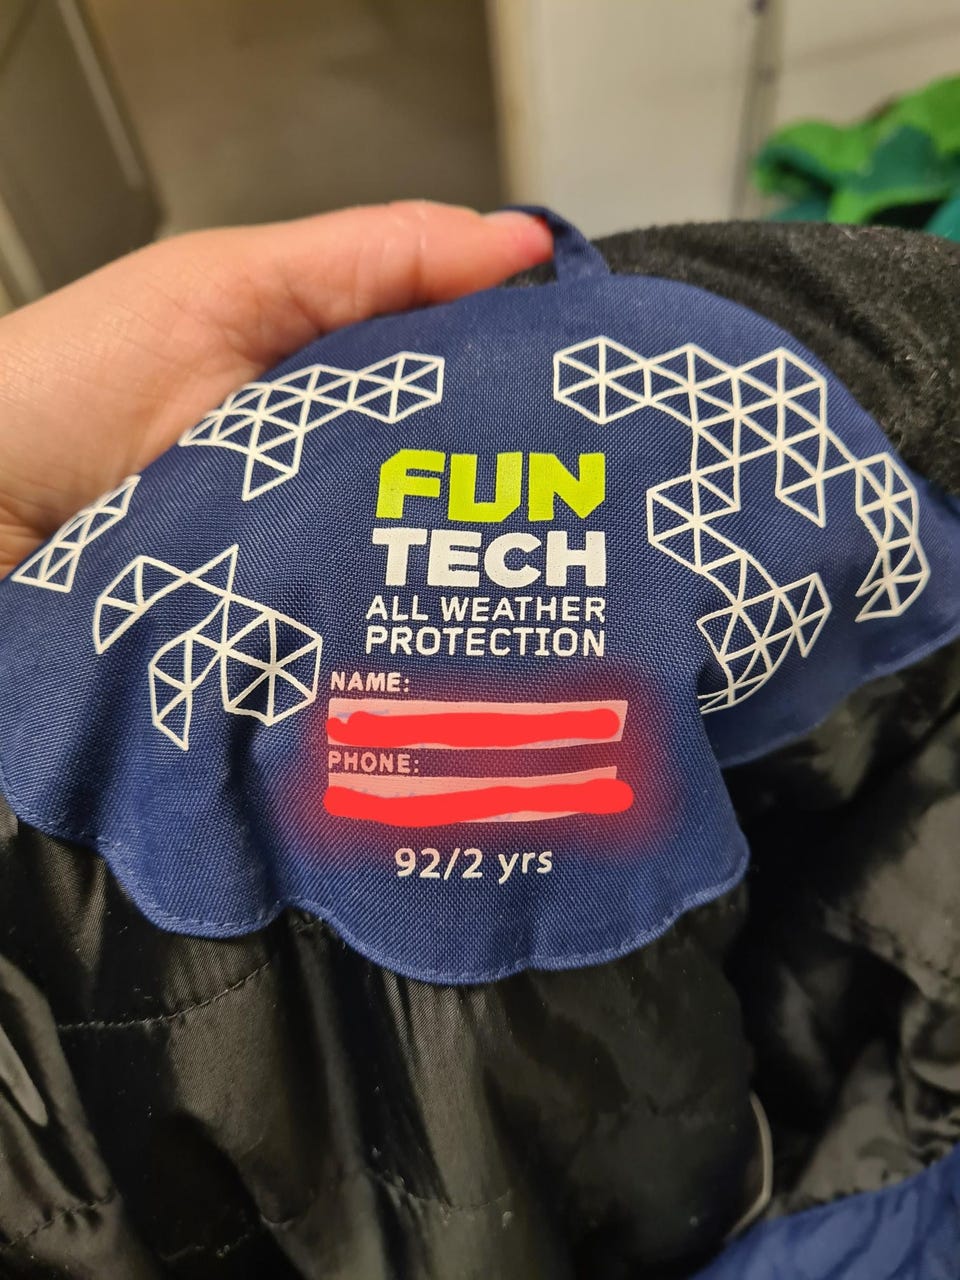 FUN
TECH
ALL WEATHER
PROTECTION
NAME:
PHONE:
92/2 yrs